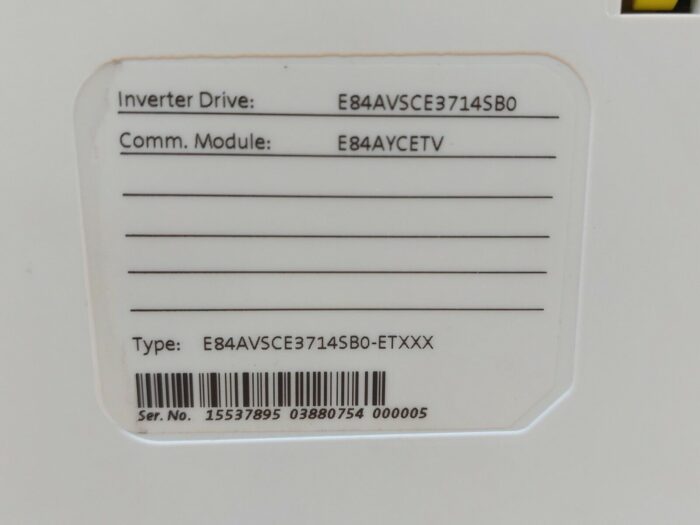 Inverter Drive: E84AVSCE3714SB0
Comm. Module: E84AYCETV
Type: E84AVSCE3714SB0-ETXXX
Ser. No. 15537895 03880754 000005